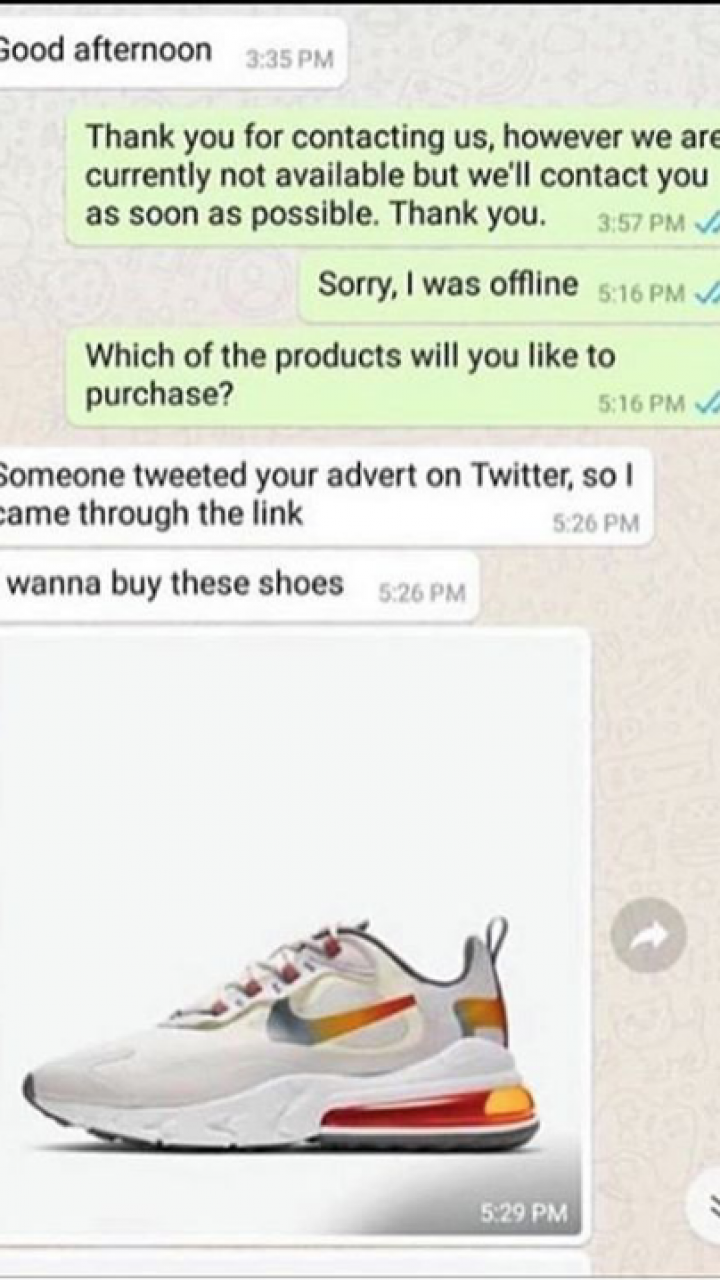 Good afternoon 3:35 PM
Thank you for contacting us, however we are
currently not available but we'll contact you
as soon as possible. Thank you. 3:57 PM
Sorry, I was offline 5:16 PM
Which of the products will you like to
purchase? 5:16 PM
Someone tweeted your advert on Twitter, so I
came through the link 5:26 PM
wanna buy these shoes 5:26 PM
5:29 PM